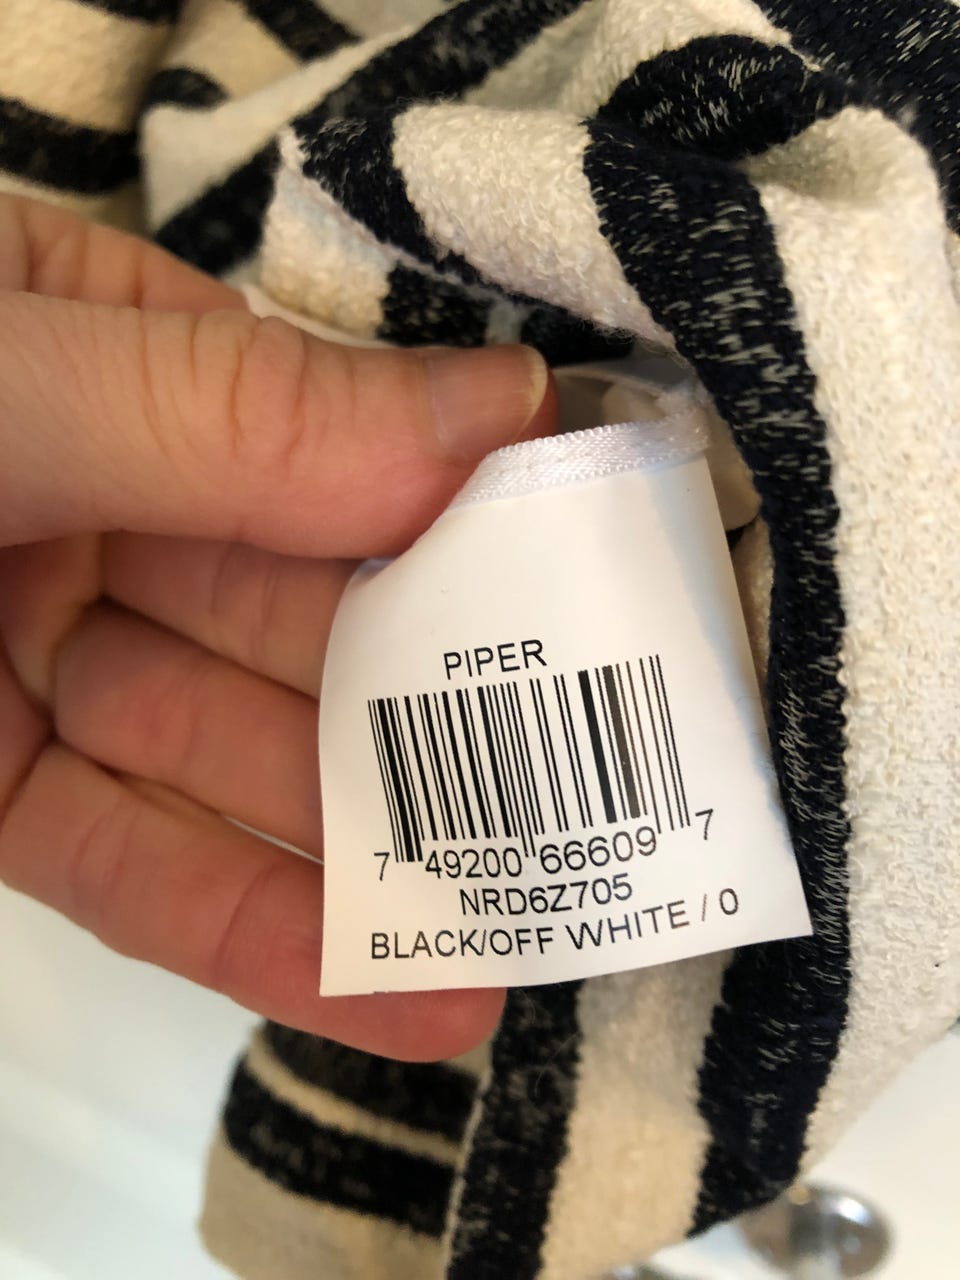 PIPER
7 49200 66609 7
NRD6Z705
BLACK/OFF WHITE / 0